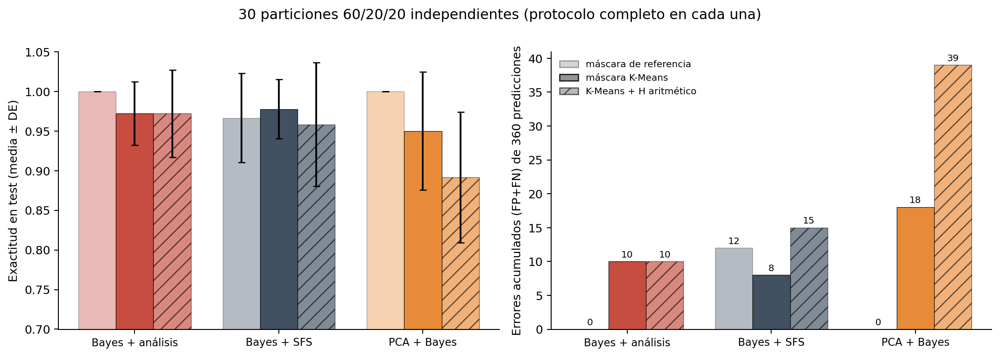 30 particiones 60/20/20 independientes (protocolo completo en cada una)
Exactitud en test (media ± DE)
1.05
1.00
0.95
0.90
0.85
0.80
0.75
0.70
Bayes + análisis
Bayes + SFS
PCA + Bayes
Errores acumulados (FP+FN) de 360 predicciones
40
35
30
25
20
15
10
5
0
máscara de referencia
máscara K-Means
K-Means + H aritmético
0
10
10
12
8
15
0
18
39
Bayes + análisis
Bayes + SFS
PCA + Bayes